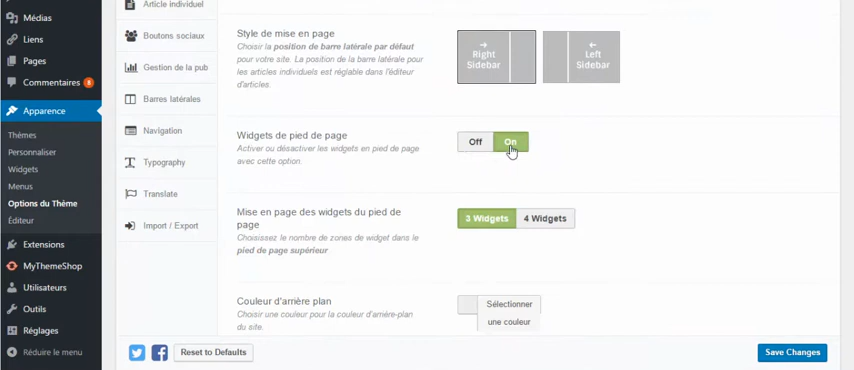 Médias
Liens
Pages
Commentaires 8
Apparence
Thèmes
Personnaliser
Widgets
Menus
Options du Thème
Éditeur
Extensions
MyThemeShop
Utilisateurs
Outils
Réglages
Réduire le menu
Article individuel
Boutons sociaux
Gestion de la pub
Barres latérales
Navigation
Typography
Translate
Import / Export
Style de mise en page
Choisir la position de barre latérale par défaut
pour votre site. La position de la barre latérale pour
les articles individuels est réglable dans l'éditeur
d'articles.
Right
Sidebar
Left
Sidebar
Widgets de pied de page
Activer ou désactiver les widgets en pied de page
avec cette option.
Off On
Mise en page des widgets du pied de
page
Choisissez le nombre de zones de widget dans le
pied de page supérieur
3 Widgets 4 Widgets
Couleur d'arrière plan
Choisir une couleur pour la couleur d'arrière-plan
du site.
Sélectionner
une couleur
Reset to Defaults
Save Changes